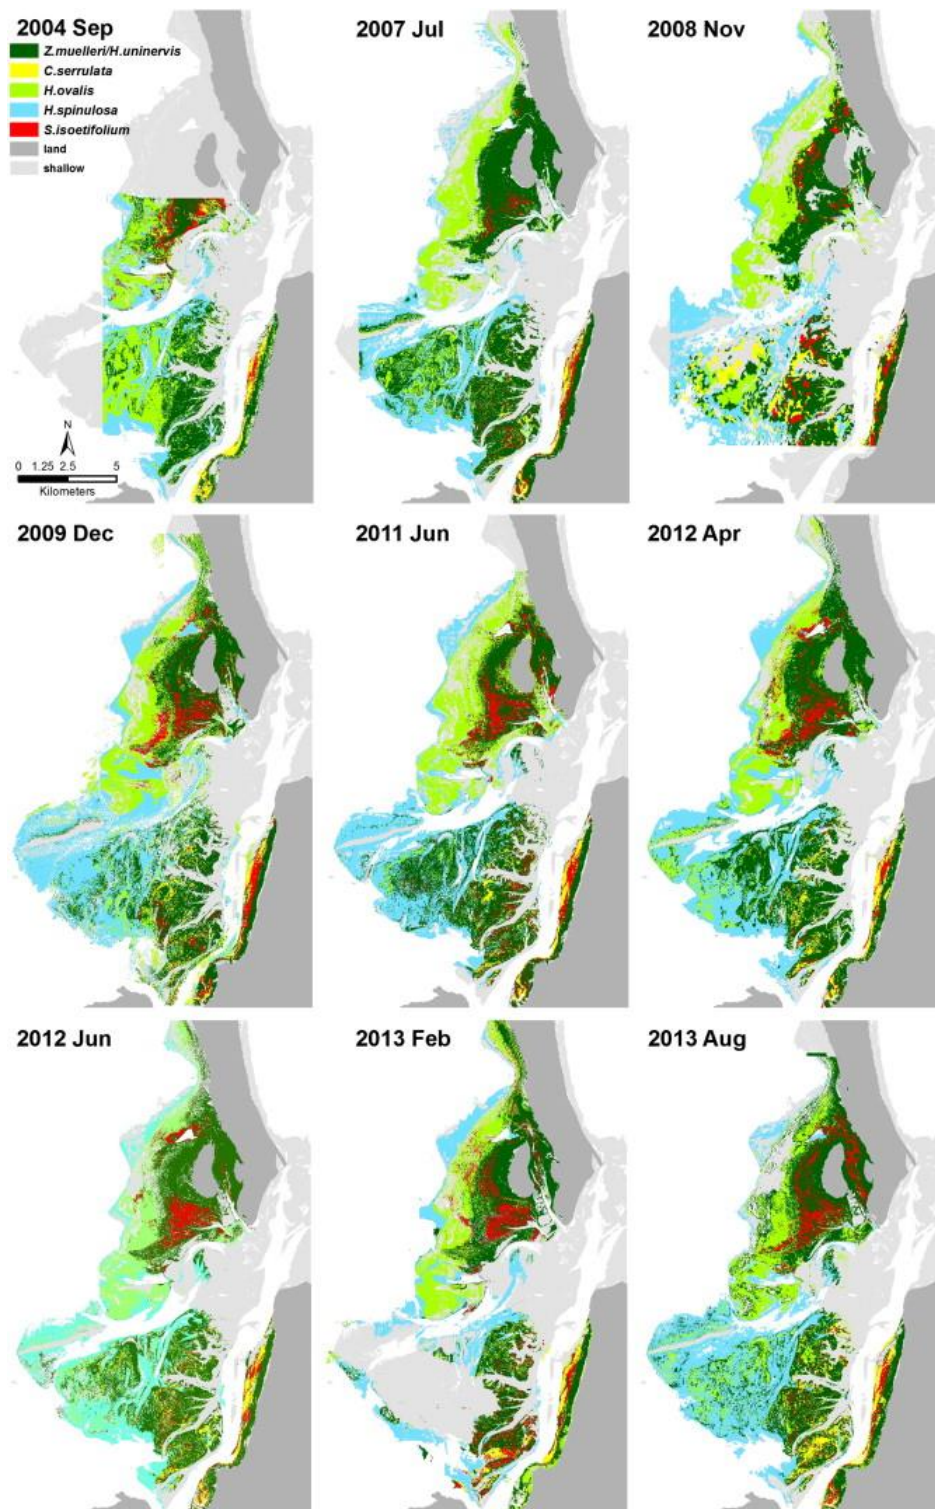 2004 Sep
2007 Jul
2008 Nov
Z.muelleri/H.uninervis
C.serrulata
H.ovalis
H.spinulosa
S.isoetifolium
land
shallow
N
0 1.25 2.5 5
Kilometers
2009 Dec
2011 Jun
2012 Apr
2012 Jun
2013 Feb
2013 Aug